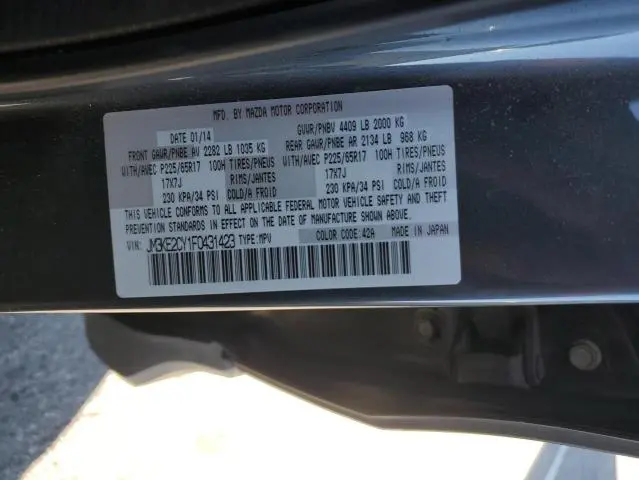 MFD. BY MAZDA MOTOR CORPORATION
DATE 01/14 GVWR/PNBV 4409 LB 2000 KG
FRONT GAWR/PNBE AV 2282 LB 1035 KG REAR GAWR/PNBE AR 2134 LB 968 KG
WITH/AVEC P225/65R17 100H TIRES/PNEUS WITH/AVEC P225/65R17 100H TIRES/PNEUS
17X7J RIMS/JANTES 17X7J RIMS/JANTES
230 KPA/34 PSI COLD/A FROID 230 KPA/34 PSI COLD/A FROID
THIS VEHICLE CONFORMS TO ALL APPLICABLE FEDERAL MOTOR VEHICLE SAFETY AND THEFT
PREVENTION STANDARDS IN EFFECT ON THE DATE OF MANUFACTURE SHOWN ABOVE.
VIN: JM3KE2CY1F0431423 TYPE: MPV COLOR CODE: 42A MADE IN JAPAN